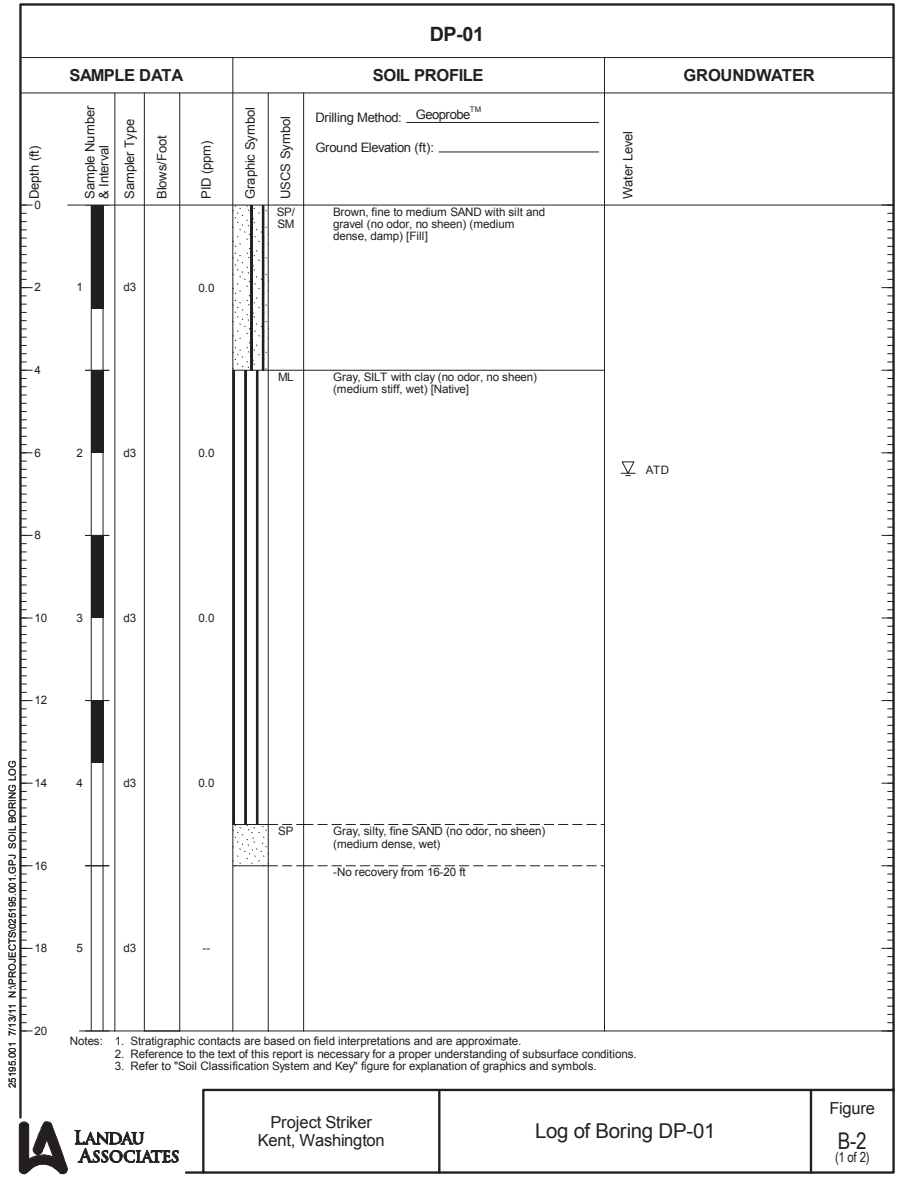 DP-01
SAMPLE DATA
SOIL PROFILE
GROUNDWATER
Depth (ft)
Sample Number
& Interval
Sampler Type
Blows/Foot
PID (ppm)
Graphic Symbol
USCS Symbol
Drilling Method: Geoprobe™
Ground Elevation (ft):
Water Level
0
SP/
SM
Brown, fine to medium SAND with silt and
gravel (no odor, no sheen) (medium
dense, damp) [Fill]
2 1 d3 0.0
4
ML
Gray, SILT with clay (no odor, no sheen)
(medium stiff, wet) [Native]
6 2 d3 0.0
ATD
8
10 3 d3 0.0
12
14 4 d3 0.0
SP
Gray, silty, fine SAND (no odor, no sheen)
(medium dense, wet)
16
-No recovery from 16-20 ft
18 5 d3 --
20
Notes: 1. Stratigraphic contacts are based on field interpretations and are approximate.
2. Reference to the text of this report is necessary for a proper understanding of subsurface conditions.
3. Refer to "Soil Classification System and Key" figure for explanation of graphics and symbols.
25195.001 7/13/11 N:\PROJECTS\025195.001.GPJ SOIL BORING LOG
LA
LANDAU
ASSOCIATES
Project Striker
Kent, Washington
Log of Boring DP-01
Figure
B-2
(1 of 2)